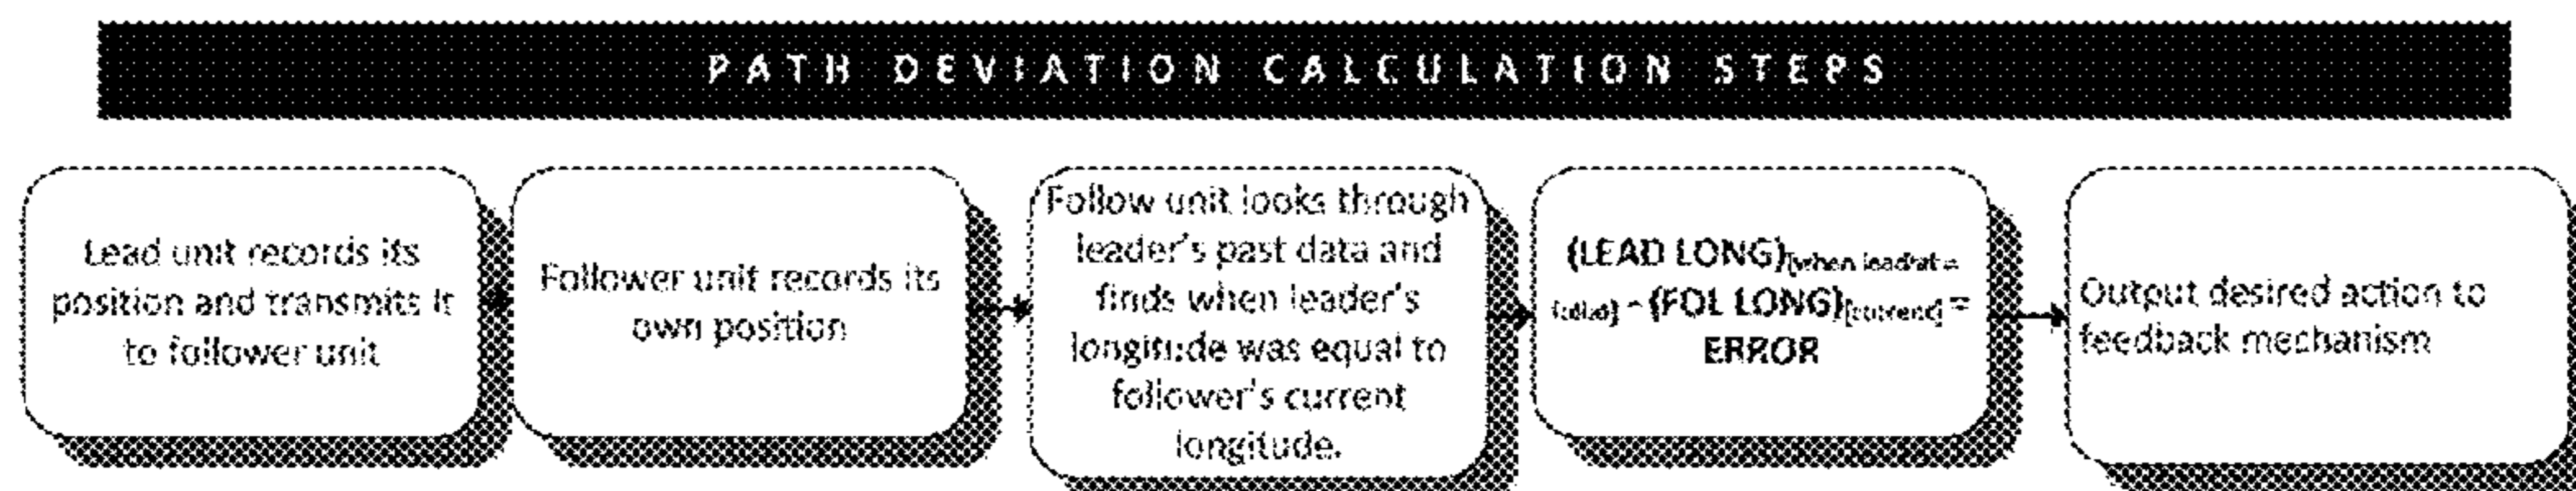 PATH DEVIATION CALCULATION STEPS
Lead unit records its
position and transmits it
to follower unit
Follower unit records its
own position
Follow unit looks through
leader's past data and
finds when leader's
longitude was equal to
follower's current
longitude.
(LEAD LONG)[when leadlat =
- (FOL LONG)[current] =
ERROR
Output desired action to
feedback mechanism